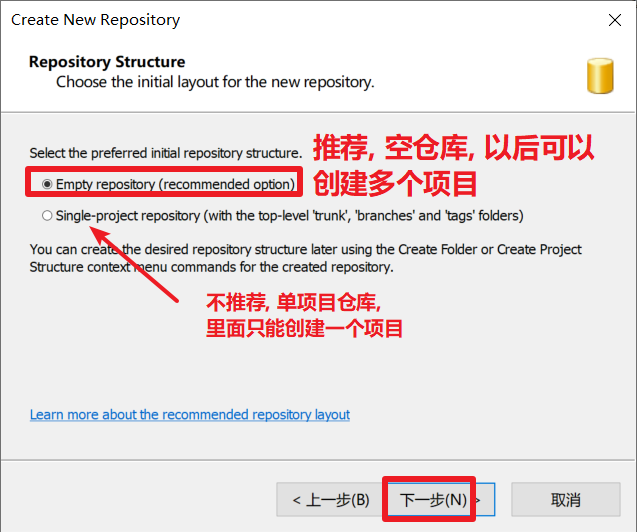 Create New Repository
Repository Structure
Choose the initial layout for the new repository.
Select the preferred initial repository structure.
推荐, 空仓库, 以后可以
创建多个项目
Empty repository (recommended option)
Single-project repository (with the top-level 'trunk', 'branches' and 'tags' folders)
You can create the desired repository structure later using the Create Folder or Create Project
Structure context menu commands for the created repository.
不推荐, 单项目仓库,
里面只能创建一个项目
Learn more about the recommended repository layout
< 上一步(B)
下一步(N) >
取消